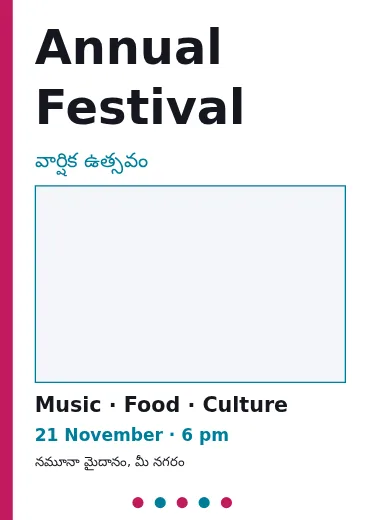 Annual
Festival
వార్షిక ఉత్సవం
Music · Food · Culture
21 November · 6 pm
నమూనా మైదానం, మీ నగరం